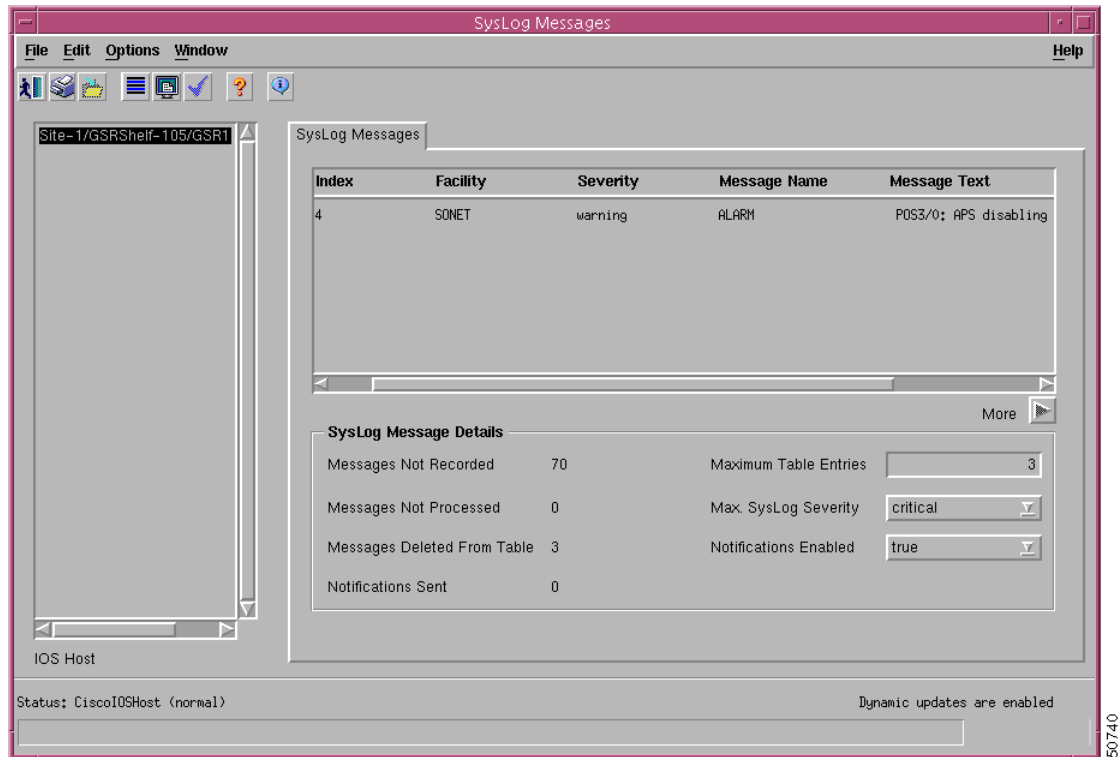 SysLog Messages
File Edit Options Window Help
Site-1/GSRShelf-105/GSR1
SysLog Messages
Index Facility Severity Message Name Message Text
4 SONET warning ALARM POS3/0: APS disabling
More
SysLog Message Details
Messages Not Recorded 70 Maximum Table Entries 3
Messages Not Processed 0 Max. SysLog Severity critical
Messages Deleted From Table 3 Notifications Enabled true
Notifications Sent 0
IOS Host
Status: CiscoIOSHost (normal) Dynamic updates are enabled
50740